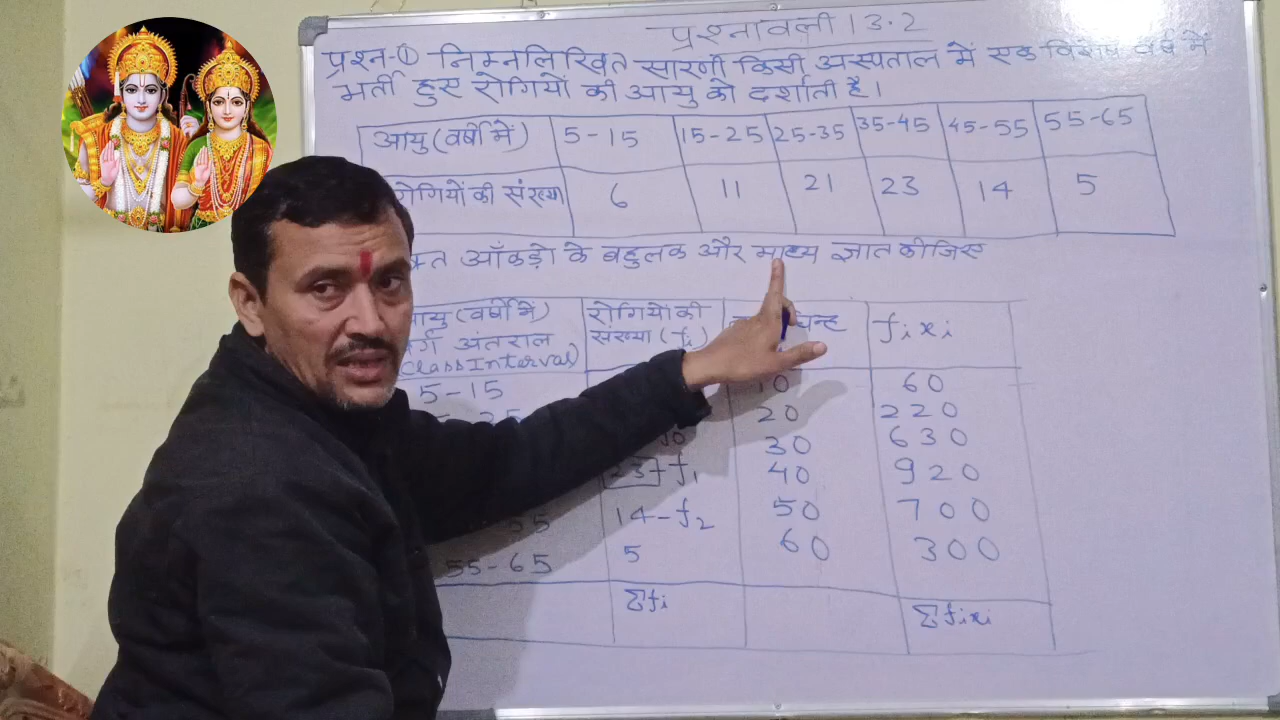 प्रश्नावली 13.2
प्रश्न-① निम्नलिखित सारणी किसी अस्पताल में एक विशेष वर्ष में
भर्ती हुए रोगियों की आयु को दर्शाती है।
आयु (वर्षो में) 5-15 15-25 25-35 35-45 45-55 55-65
रोगियों की संख्या 6 11 21 23 14 5
आँकड़ो के बहुलक और माध्य ज्ञात कीजिए
आयु (वर्षो में) रोगियों की
वर्ग अंतराल संख्या (fi) fixi
(Class Interval)
5-15 10 60
20 220
30 630
23-f1 40 920
14-f2 50 700
55-65 5 60 300
Σfi Σfixi